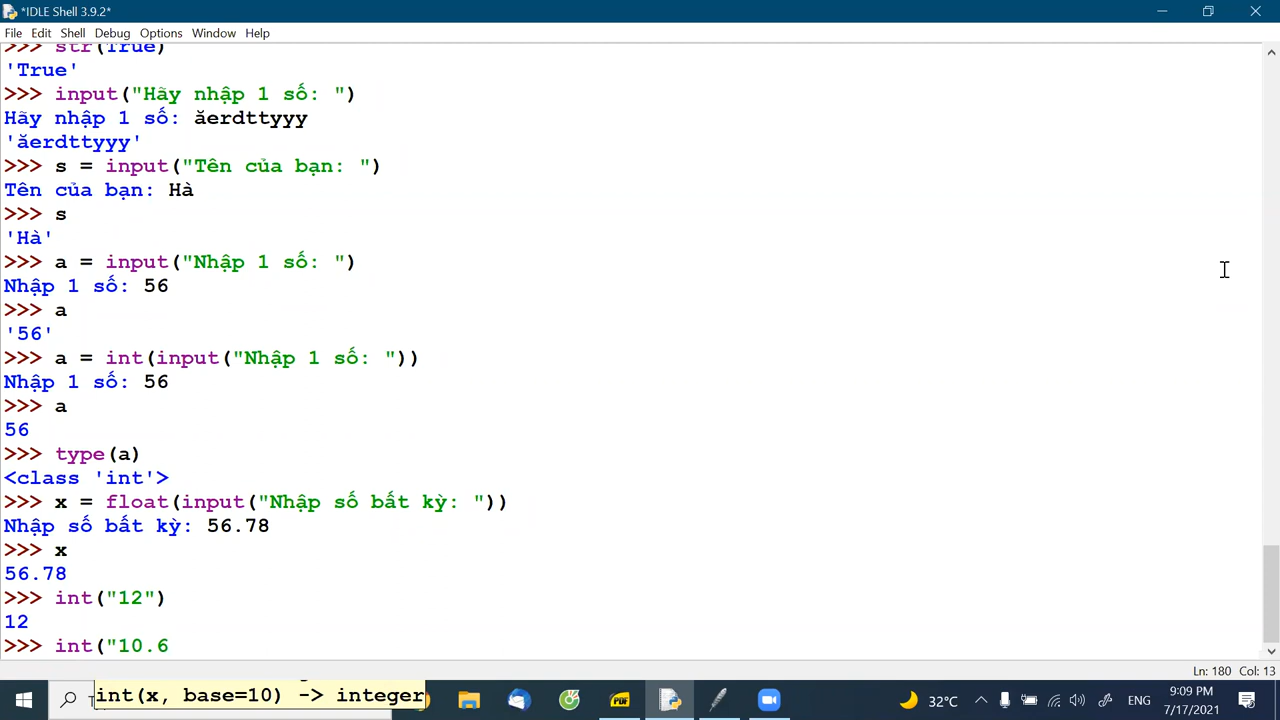 *IDLE Shell 3.9.2*
File Edit Shell Debug Options Window Help
>>> str(True)
'True'
>>> input("Hãy nhập 1 số: ")
Hãy nhập 1 số: ăerdttyyy
'ăerdttyyy'
>>> s = input("Tên của bạn: ")
Tên của bạn: Hà
>>> s
'Hà'
>>> a = input("Nhập 1 số: ")
Nhập 1 số: 56
>>> a
'56'
>>> a = int(input("Nhập 1 số: "))
Nhập 1 số: 56
>>> a
56
>>> type(a)
<class 'int'>
>>> x = float(input("Nhập số bất kỳ: "))
Nhập số bất kỳ: 56.78
>>> x
56.78
>>> int("12")
12
>>> int("10.6
Ln: 180 Col: 13
int(x, base=10) -> integer
32°C
ENG
9:09 PM
7/17/2021